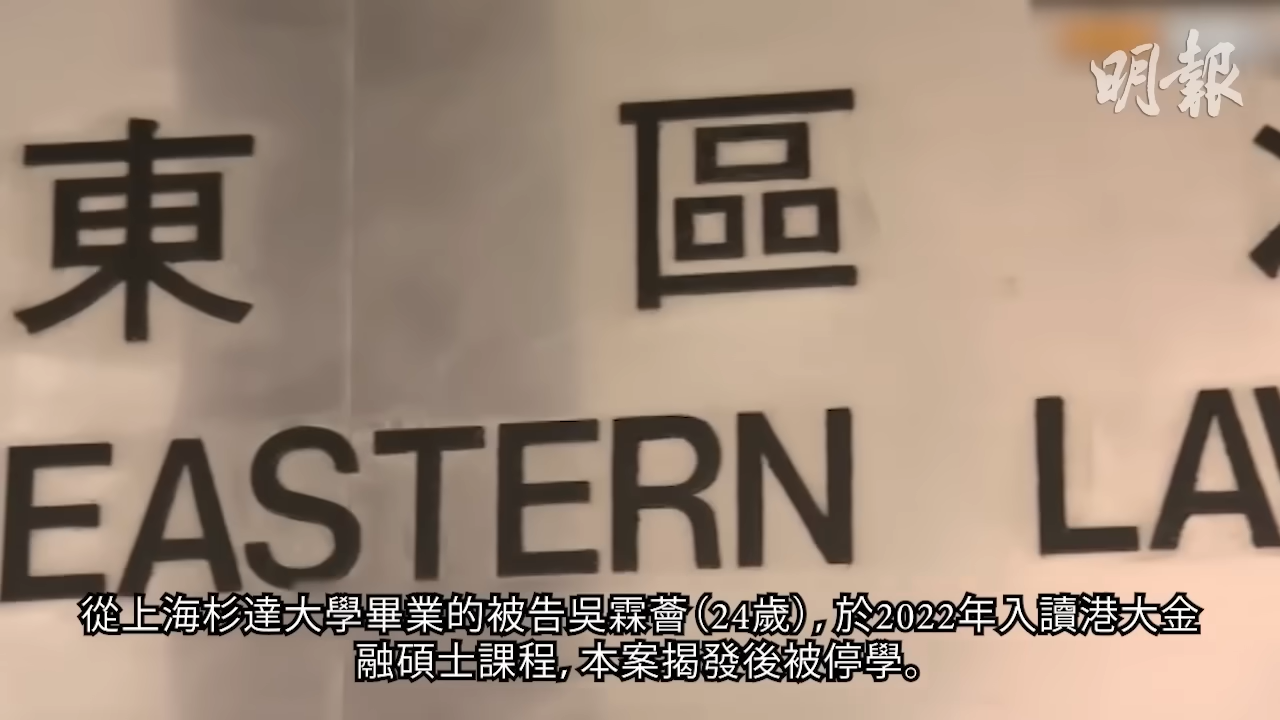 明報
東區
EASTERN LA
從上海杉達大學畢業的被告吳霖薈(24歲), 於2022年入讀港大金
融碩士課程, 本案揭發後被停學。